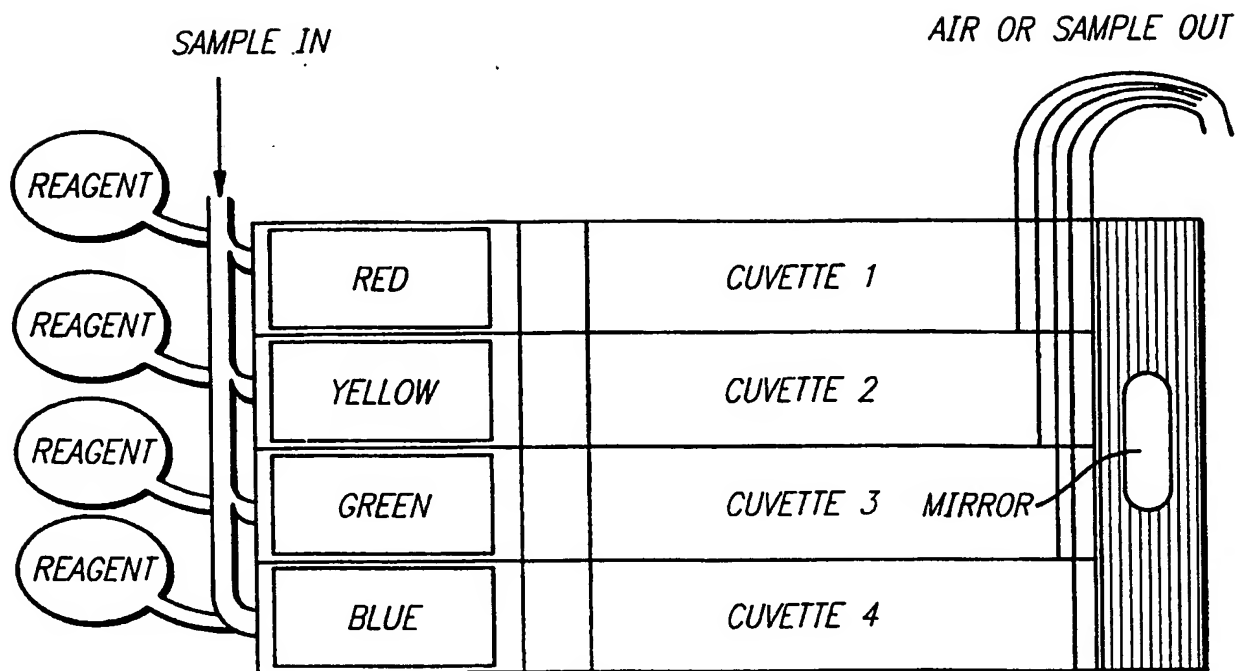 SAMPLE IN
AIR OR SAMPLE OUT
REAGENT
RED
CUVETTE 1
REAGENT
YELLOW
CUVETTE 2
REAGENT
GREEN
CUVETTE 3
MIRROR
REAGENT
BLUE
CUVETTE 4